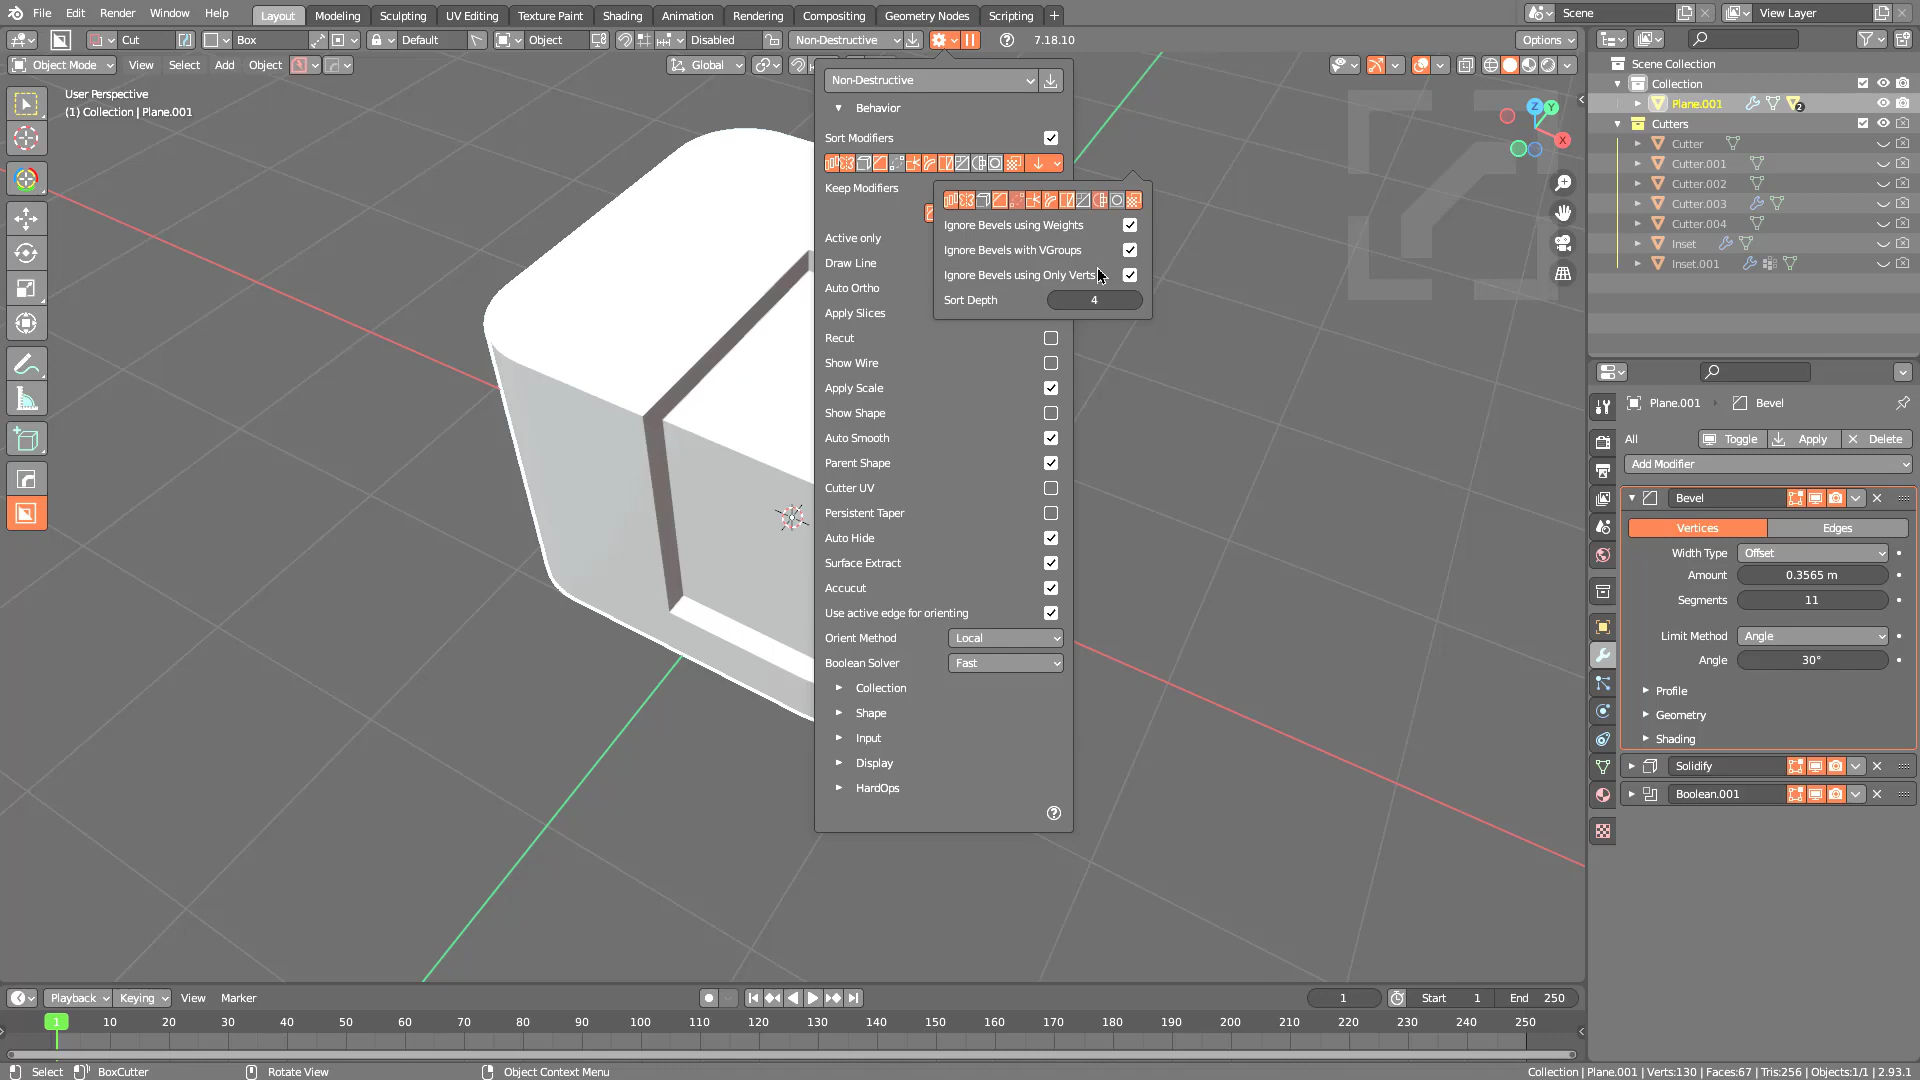 File Edit Render Window Help Layout Modeling Sculpting UV Editing Texture Paint Shading Animation Rendering Compositing Geometry Nodes Scripting + Scene View Layer
Cut Box Default Object Disabled Non-Destructive 7.18.10 Options
Object Mode View Select Add Object Global
User Perspective
(1) Collection | Plane.001
Z
Y
X
Non-Destructive
Behavior
Sort Modifiers
Keep Modifiers
Active only
Draw Line
Auto Ortho
Apply Slices
Recut
Show Wire
Apply Scale
Show Shape
Auto Smooth
Parent Shape
Cutter UV
Persistent Taper
Auto Hide
Surface Extract
Accucut
Use active edge for orienting
Orient Method Local
Boolean Solver Fast
Collection
Shape
Input
Display
HardOps
Ignore Bevels using Weights
Ignore Bevels with VGroups
Ignore Bevels using Only Verts
Sort Depth 4
Scene Collection
Collection
Plane.001 2
Cutters
Cutter
Cutter.001
Cutter.002
Cutter.003
Cutter.004
Inset
Inset.001
Plane.001 Bevel
All Toggle Apply Delete
Add Modifier
Bevel
Vertices Edges
Width Type Offset
Amount 0.3565 m
Segments 11
Limit Method Angle
Angle 30°
Profile
Geometry
Shading
Solidify
Boolean.001
Playback Keying View Marker 1 Start 1 End 250
1 10 20 30 40 50 60 70 80 90 100 110 120 130 140 150 160 170 180 190 200 210 220 230 240 250
Select BoxCutter Rotate View Object Context Menu Collection | Plane.001 | Verts:130 | Faces:67 | Tris:256 | Objects:1/1 | 2.93.1